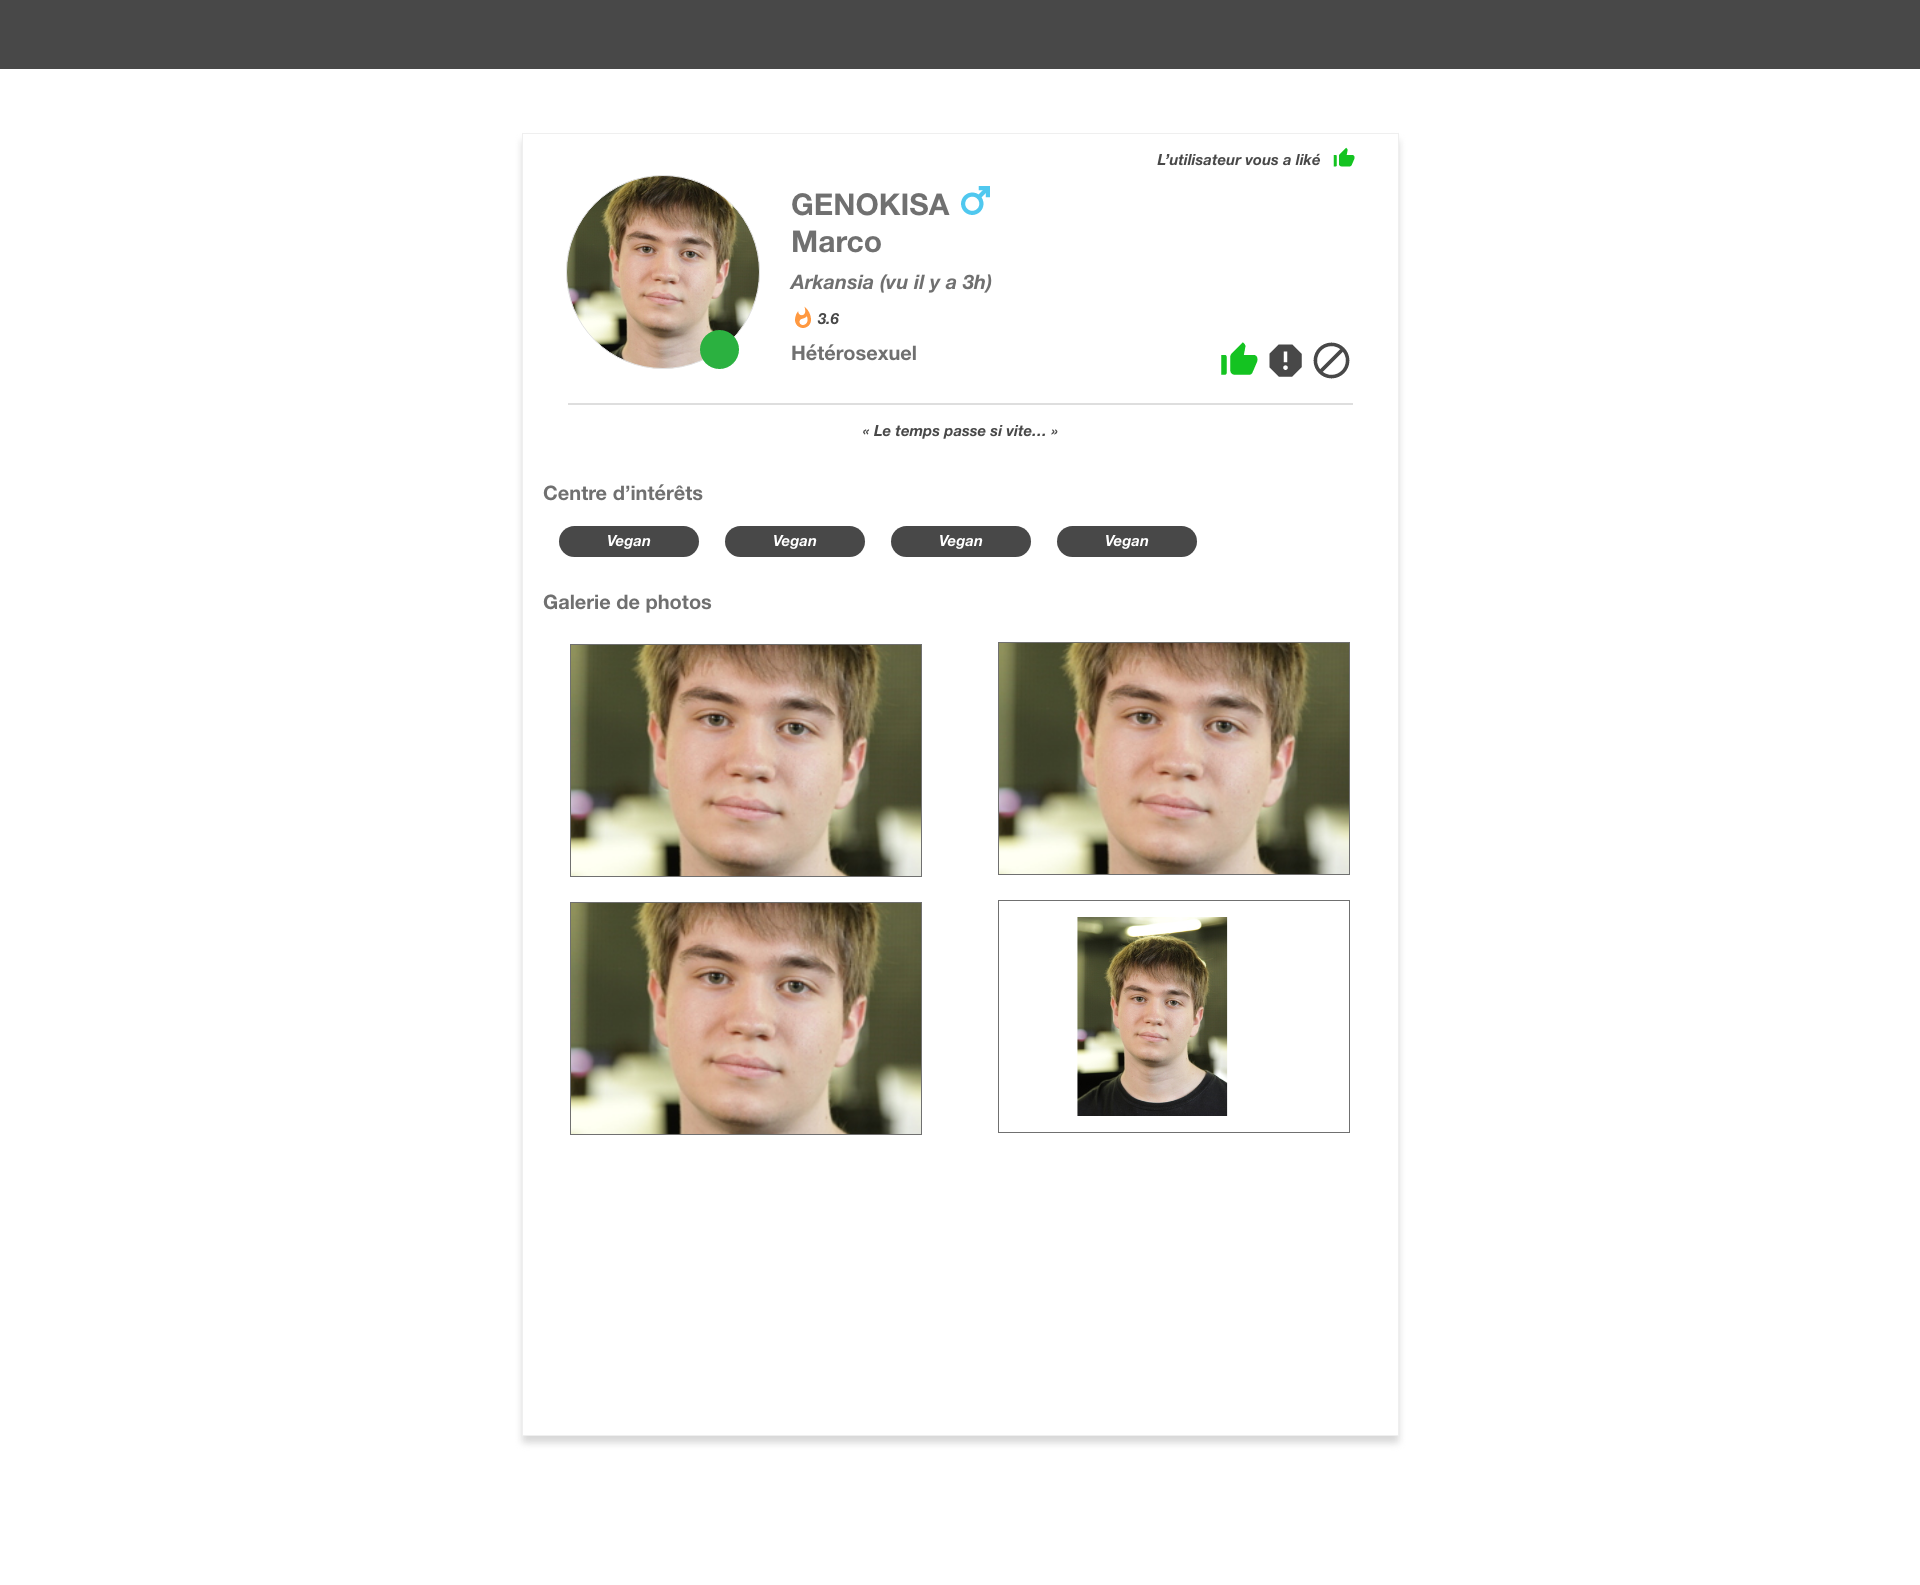 L’utilisateur vous a liké
GENOKISA
Marco
Arkansia (vu il y a 3h)
3.6
Hétérosexuel
« Le temps passe si vite… »
Centre d’intérêts
Vegan
Vegan
Vegan
Vegan
Galerie de photos